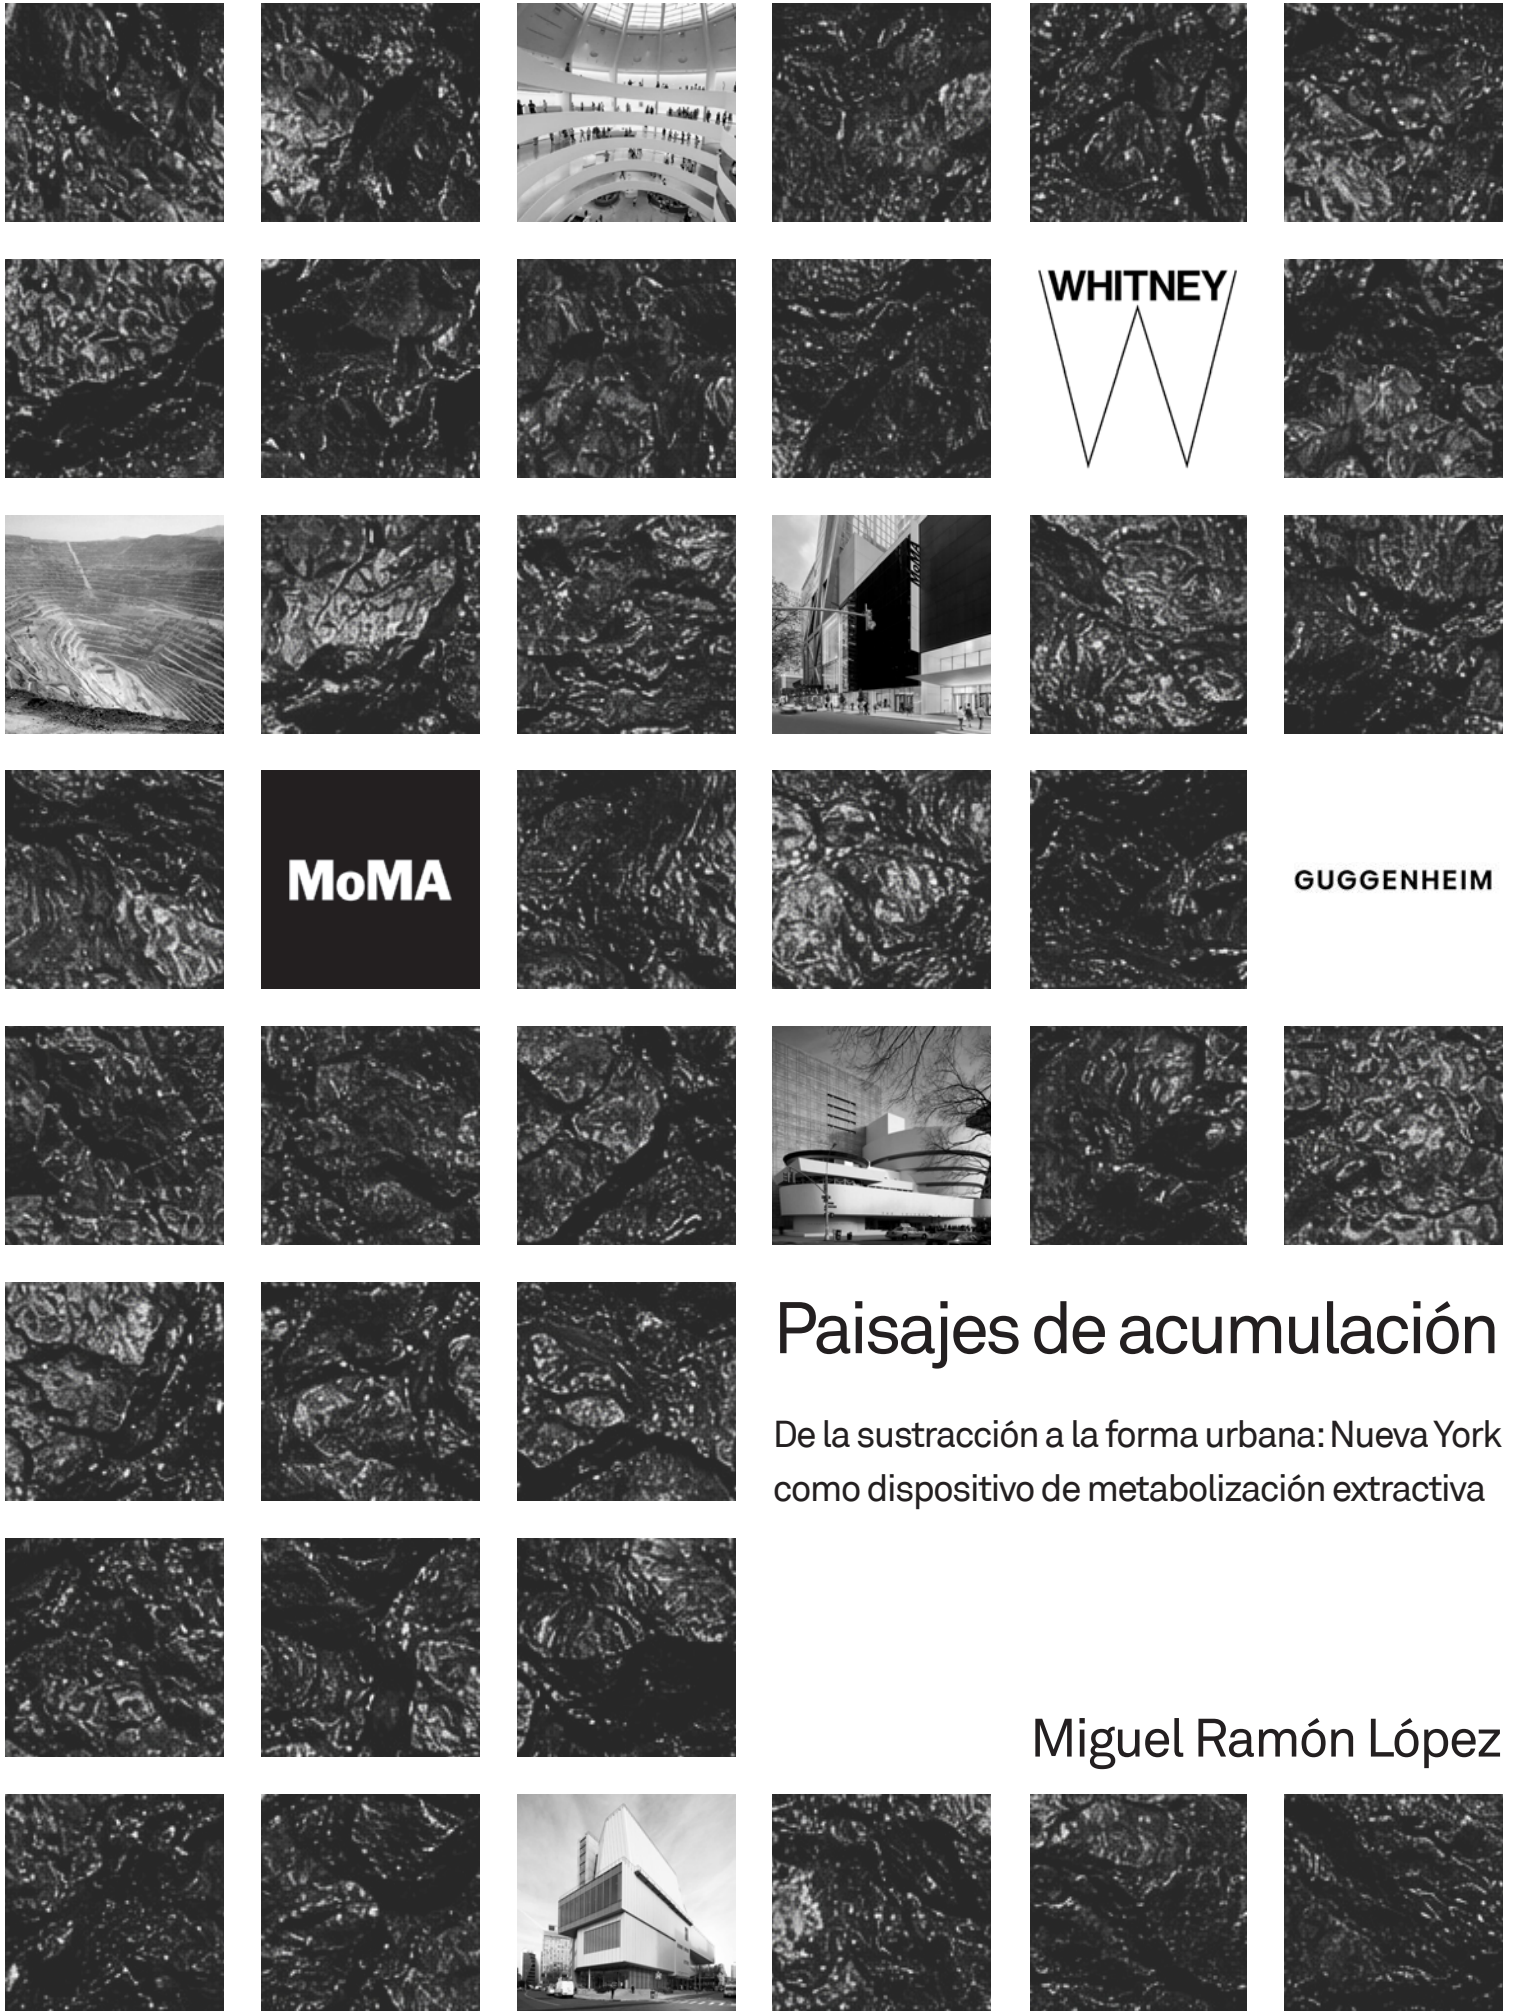 WHITNEY
MoMA
MoMA
GUGGENHEIM
Paisajes de acumulación
De la sustracción a la forma urbana: Nueva York
como dispositivo de metabolización extractiva
Miguel Ramón López